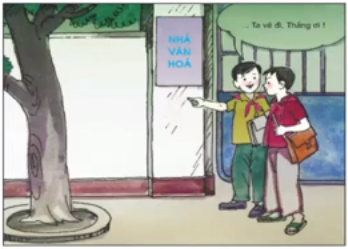 NHÀ
VĂN
HOÁ
... Ta về đi, Thắng ơi !